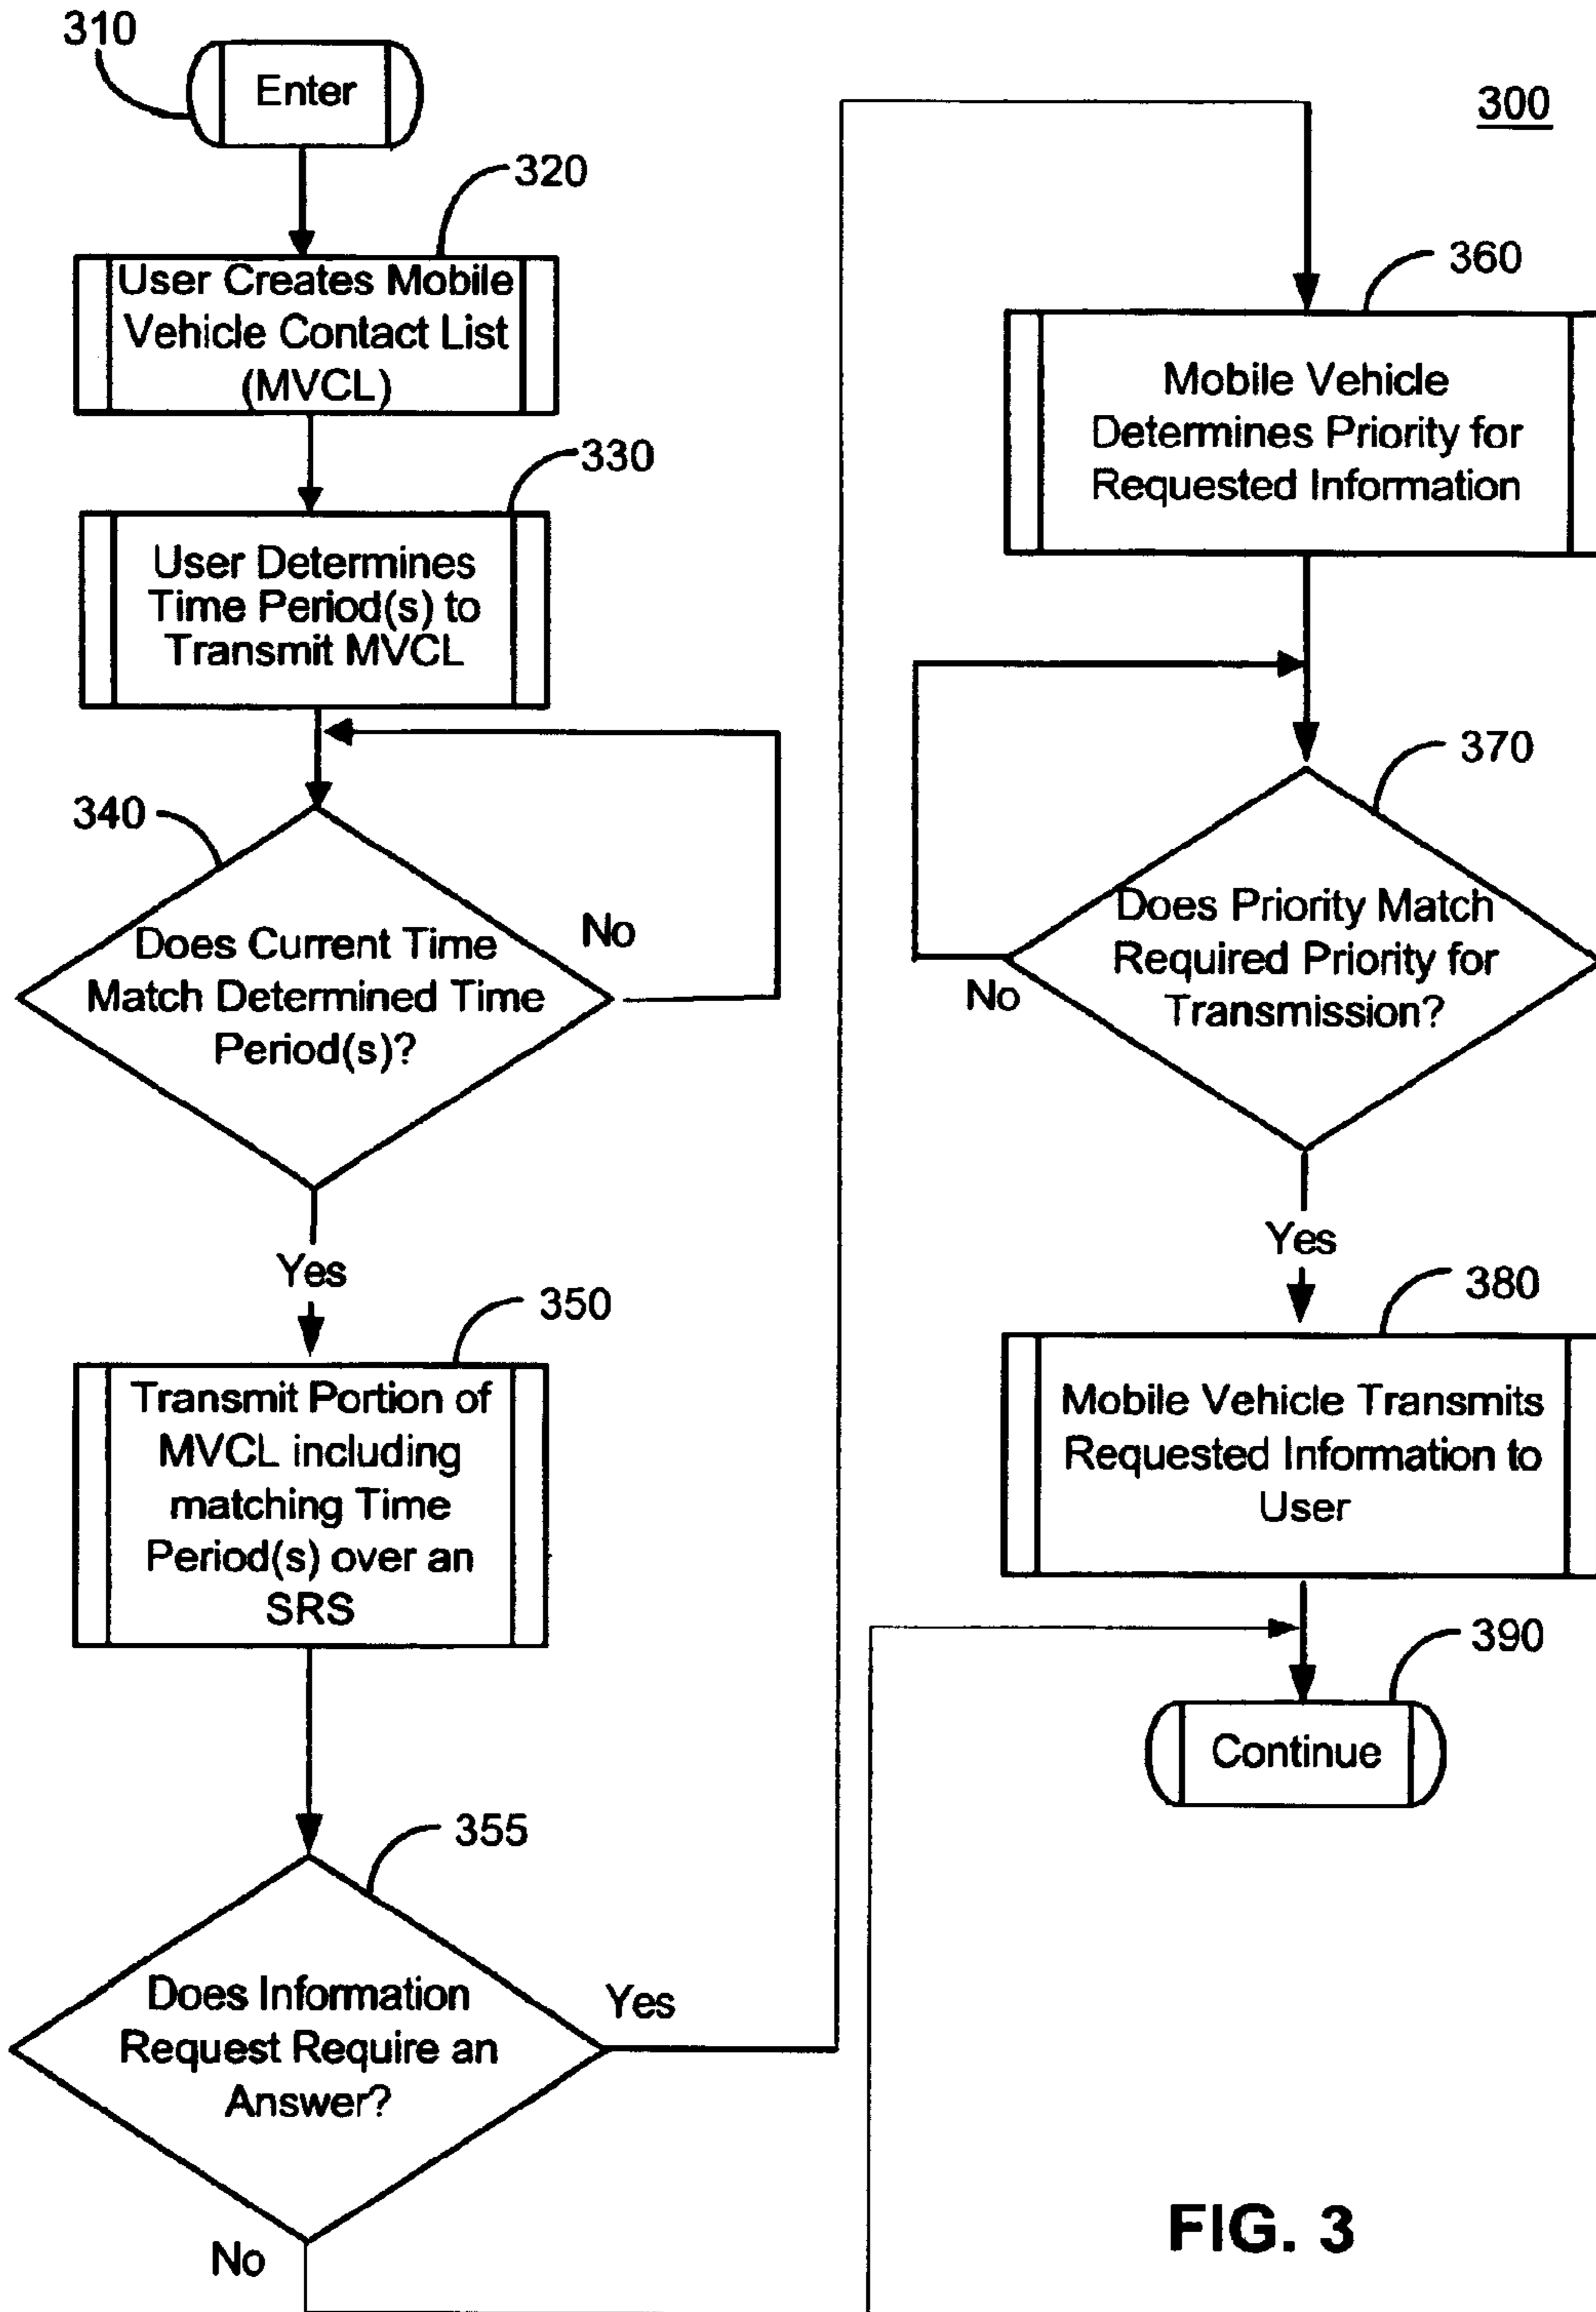 310
Enter
320
User Creates Mobile
Vehicle Contact List
(MVCL)
330
User Determines
Time Period(s) to
Transmit MVCL
340
Does Current Time
Match Determined Time
Period(s)?
No
Yes
350
Transmit Portion of
MVCL including
matching Time
Period(s) over an
SRS
355
Does Information
Request Require an
Answer?
Yes
No
300
360
Mobile Vehicle
Determines Priority for
Requested Information
370
Does Priority Match
Required Priority for
Transmission?
No
Yes
380
Mobile Vehicle Transmits
Requested Information to
User
390
Continue
FIG. 3